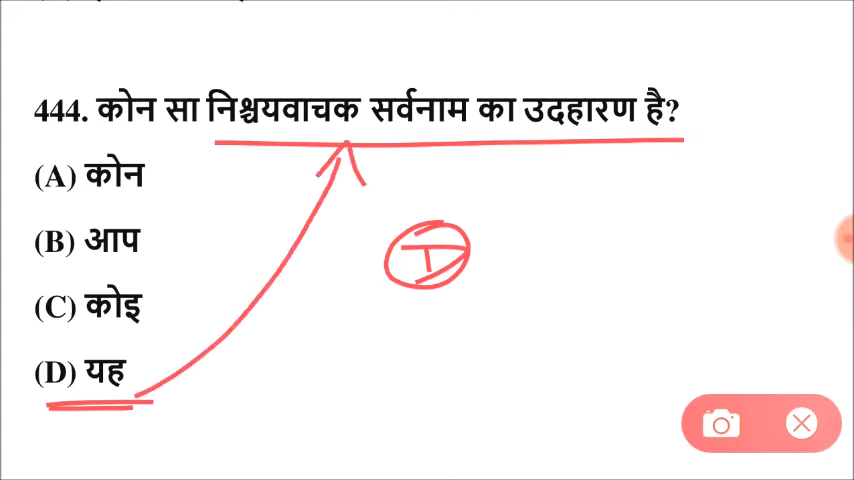 444. कोन सा निश्चयवाचक सर्वनाम का उदहारण है?
(A) कोन
(B) आप
(C) कोइ
(D) यह